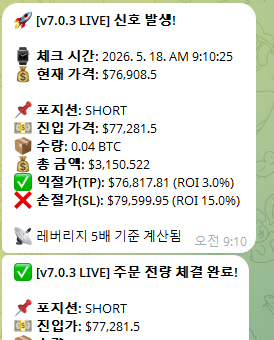 🚀 [v7.0.3 LIVE] 신호 발생!
⌚ 체크 시간: 2026. 5. 18. AM 9:10:25
💰 현재 가격: $76,908.5
📌 포지션: SHORT
💵 진입 가격: $77,281.5
📦 수량: 0.04 BTC
💰 총 금액: $3,150.522
✅ 익절가(TP): $76,817.81 (ROI 3.0%)
❌ 손절가(SL): $79,599.95 (ROI 15.0%)
📡 레버리지 5배 기준 계산됨 오전 9:10
✅ [v7.0.3 LIVE] 주문 전량 체결 완료!
📌 포지션: SHORT
💵 진입가: $77,281.5